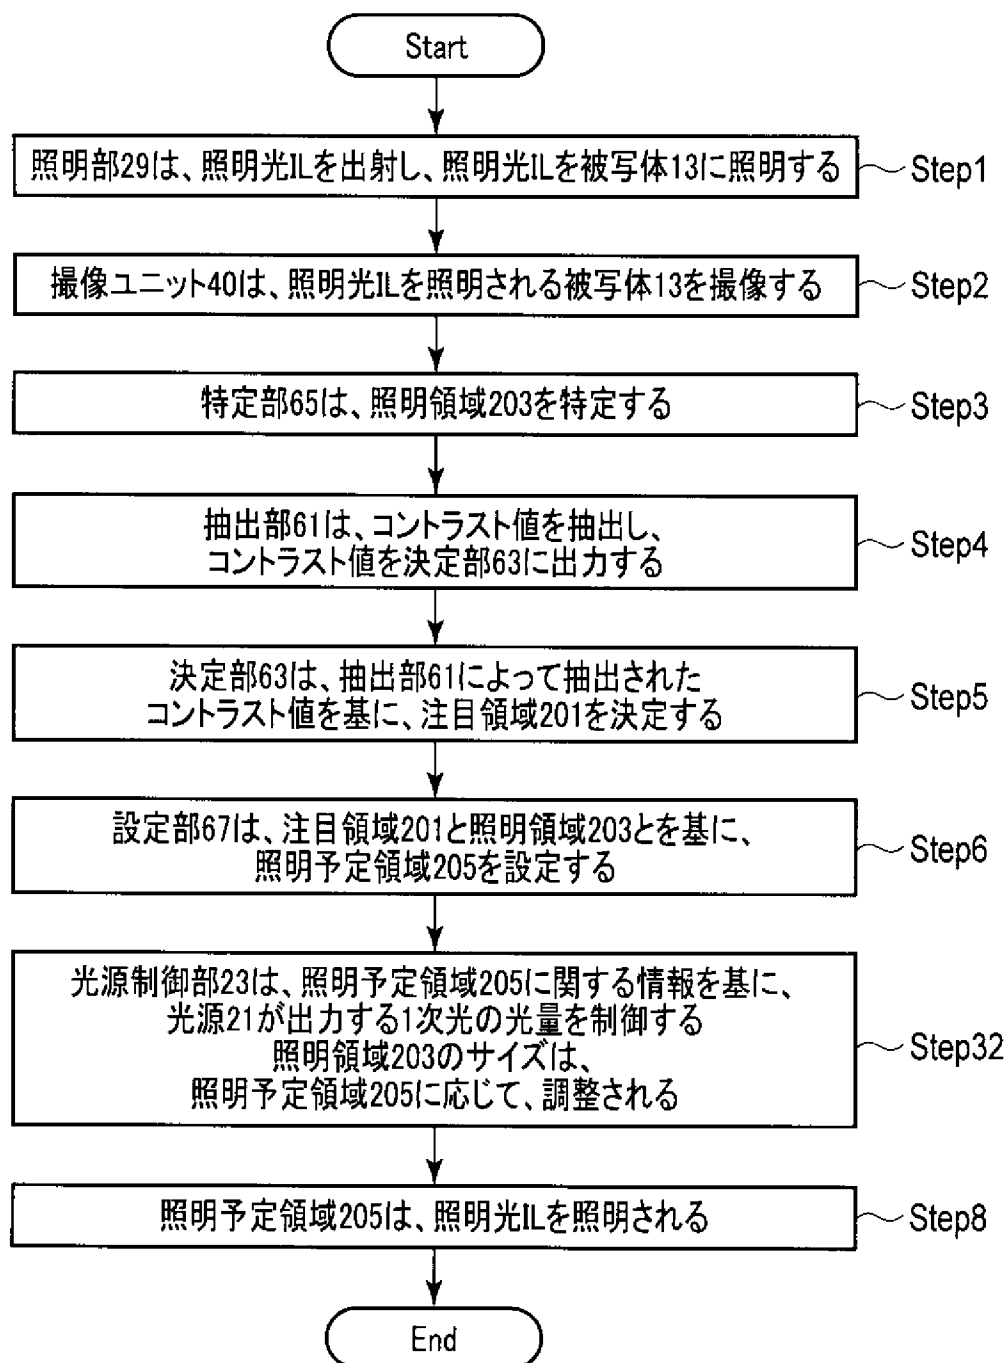 Start
照明部29は、照明光ILを出射し、照明光ILを被写体13に照明する
Step1
撮像ユニット40は、照明光ILを照明される被写体13を撮像する
Step2
特定部65は、照明領域203を特定する
Step3
抽出部61は、コントラスト値を抽出し、
コントラスト値を決定部63に出力する
Step4
決定部63は、抽出部61によって抽出された
コントラスト値を基に、注目領域201を決定する
Step5
設定部67は、注目領域201と照明領域203とを基に、
照明予定領域205を設定する
Step6
光源制御部23は、照明予定領域205に関する情報を基に、
光源21が出力する1次光の光量を制御する
照明領域203のサイズは、
照明予定領域205に応じて、調整される
Step32
照明予定領域205は、照明光ILを照明される
Step8
End